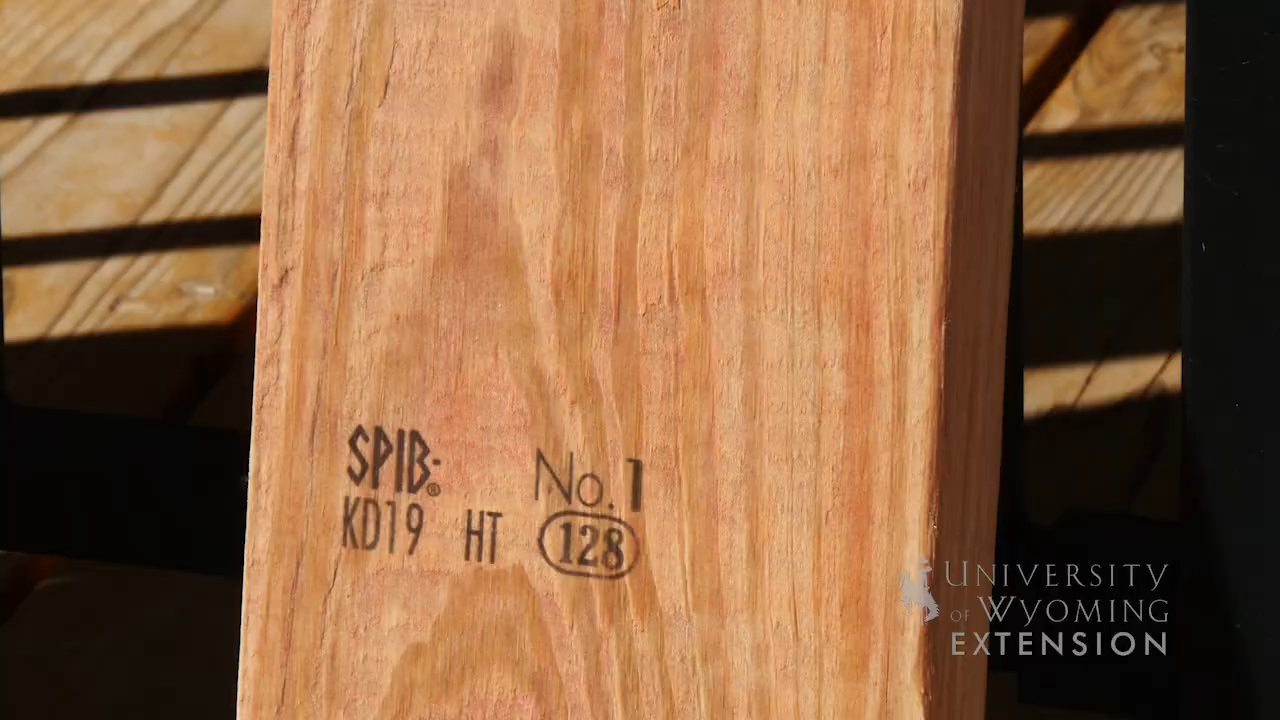 SPIB:® No. 1
KD19 HT 128
UNIVERSITY
OF WYOMING
EXTENSION